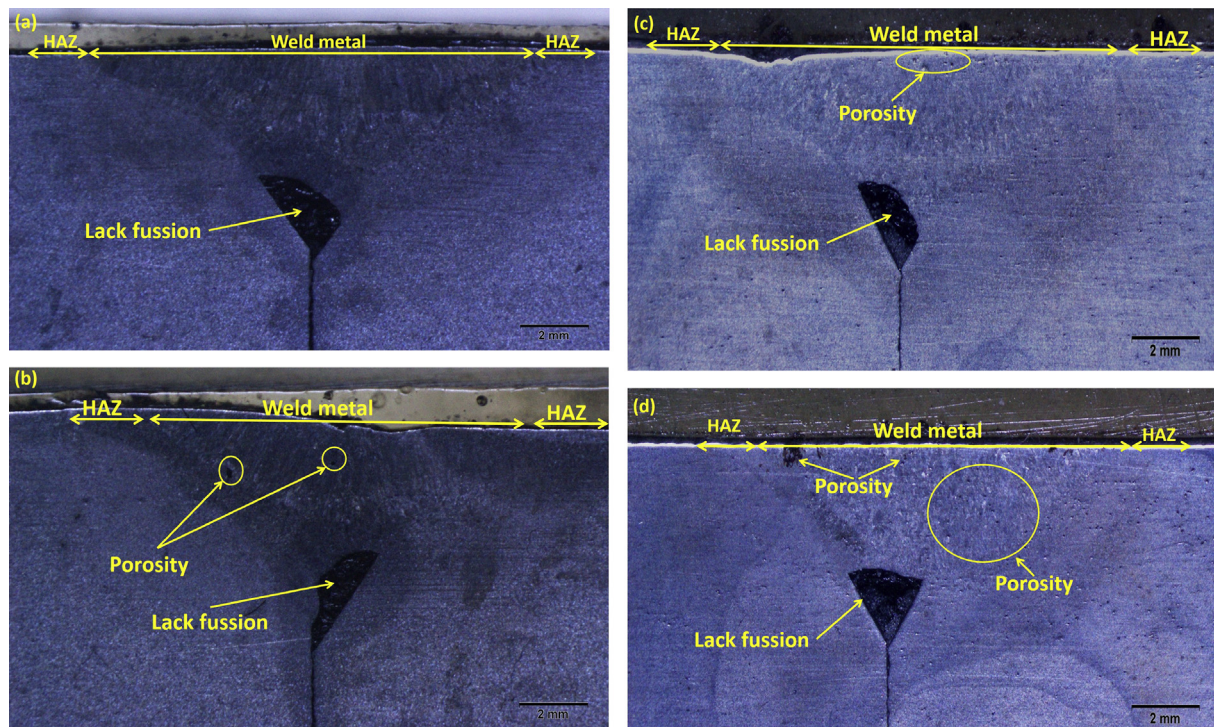 (a)
HAZ Weld metal HAZ
Lack fussion
2 mm
(b)
HAZ Weld metal HAZ
Porosity
Lack fussion
2 mm
(c)
HAZ Weld metal HAZ
Porosity
Lack fussion
2 mm
(d)
HAZ Weld metal HAZ
Porosity
Porosity
Lack fussion
2 mm